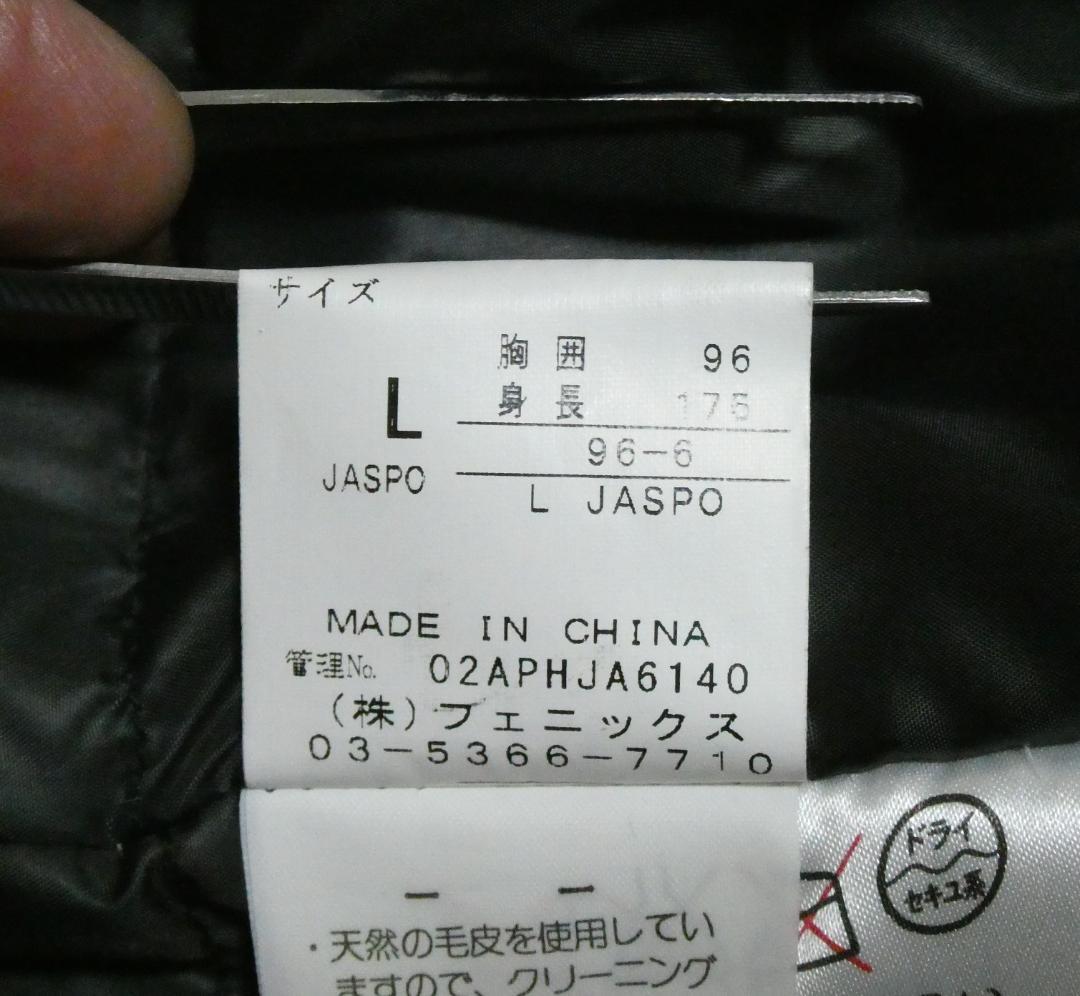 サイズ
胸囲 96
身長 175
L
JASPO
96-6
L JASPO
MADE IN CHINA
管理No. 02APHJA6140
(株)フェニックス
03-5366-7710
ドライ
セキユ系
・天然の毛皮を使用してい
ますので、クリーニング